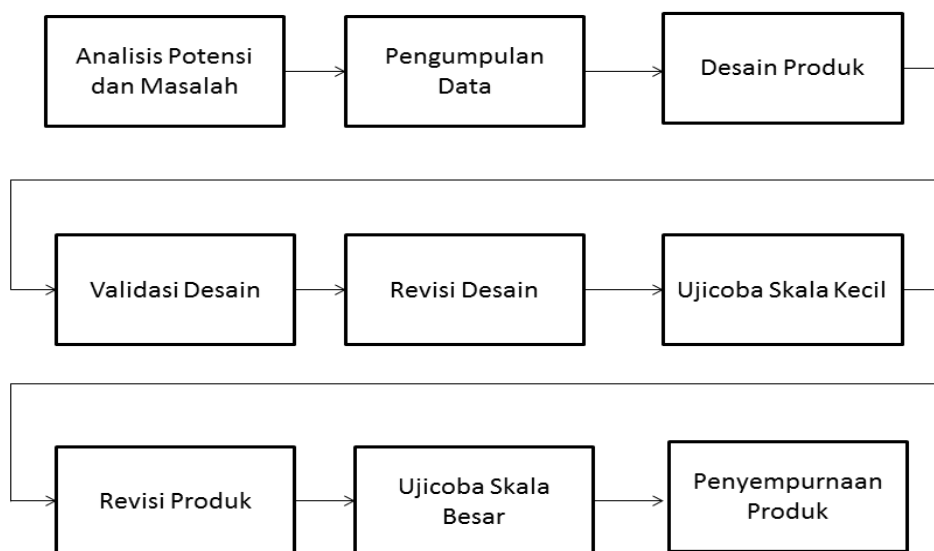 Analisis Potensi
dan Masalah
Pengumpulan
Data
Desain Produk
Validasi Desain
Revisi Desain
Ujicoba Skala Kecil
Revisi Produk
Ujicoba Skala
Besar
Penyempurnaan
Produk